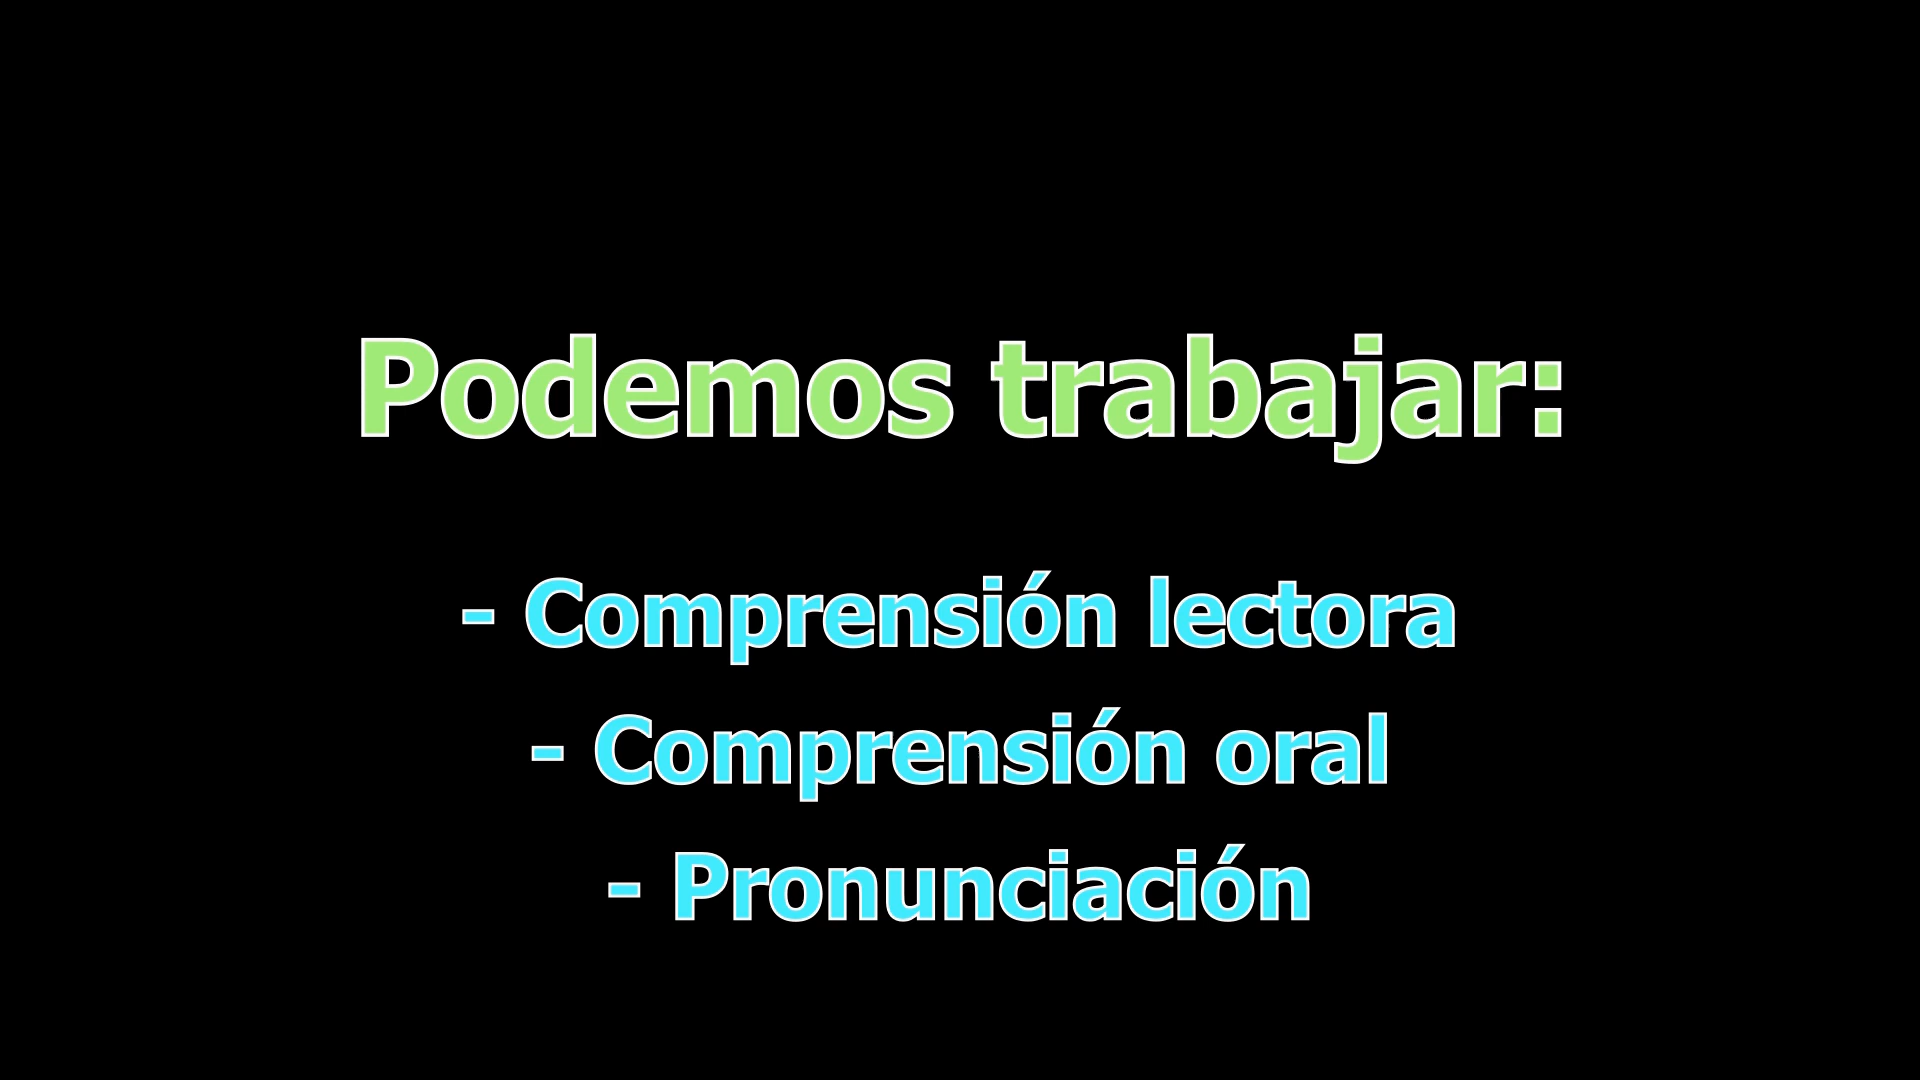 Podemos trabajar:
- Comprensión lectora
- Comprensión oral
- Pronunciación